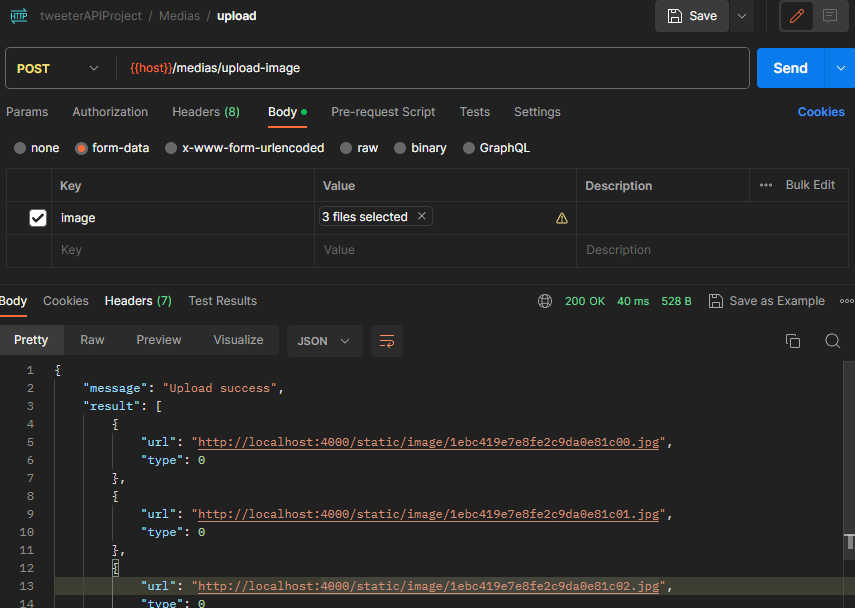 HTTP tweeterAPIProject / Medias / upload Save
POST {{host}}/medias/upload-image Send
Params Authorization Headers (8) Body Pre-request Script Tests Settings Cookies
none form-data x-www-form-urlencoded raw binary GraphQL
Key Value Description Bulk Edit
image 3 files selected
Key Value Description
Body Cookies Headers (7) Test Results 200 OK 40 ms 528 B Save as Example
Pretty Raw Preview Visualize JSON
1 {
2 "message": "Upload success",
3 "result": [
4 {
5 "url": "http://localhost:4000/static/image/1ebc419e7e8fe2c9da0e81c00.jpg",
6 "type": 0
7 },
8 {
9 "url": "http://localhost:4000/static/image/1ebc419e7e8fe2c9da0e81c01.jpg",
10 "type": 0
11 },
12 {
13 "url": "http://localhost:4000/static/image/1ebc419e7e8fe2c9da0e81c02.jpg",
14 "type": 0